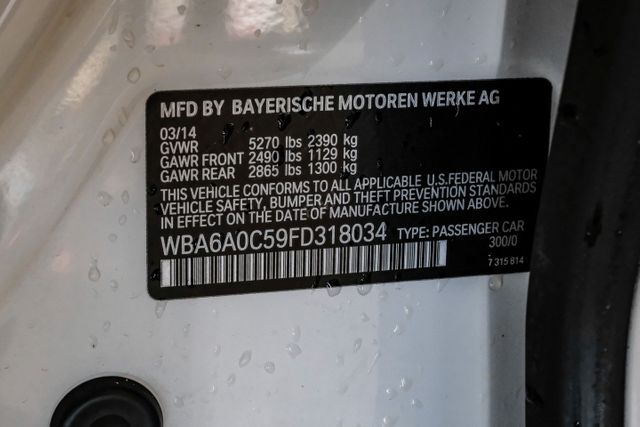 MFD BY BAYERISCHE MOTOREN WERKE AG
03/14
GVWR 5270 lbs 2390 kg
GAWR FRONT 2490 lbs 1129 kg
GAWR REAR 2865 lbs 1300 kg
THIS VEHICLE CONFORMS TO ALL APPLICABLE U.S.FEDERAL MOTOR
VEHICLE SAFETY, BUMPER AND THEFT PREVENTION STANDARDS
IN EFFECT ON THE DATE OF MANUFACTURE SHOWN ABOVE.
WBA6A0C59FD318034 TYPE: PASSENGER CAR
300/0
7 315 814